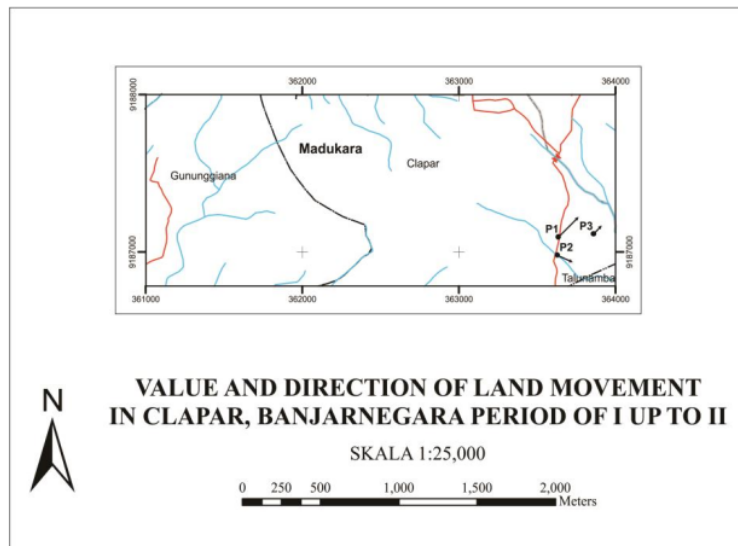 362000 363000 364000
9188000 9188000
Madukara
Clapar
Gununggiana
P1 P3
P2
9187000 9187000
Talunamba
361000 362000 363000 364000
N
VALUE AND DIRECTION OF LAND MOVEMENT
IN CLAPAR, BANJARNEGARA PERIOD OF I UP TO II
SKALA 1:25,000
0 250 500 1,000 1,500 2,000
Meters